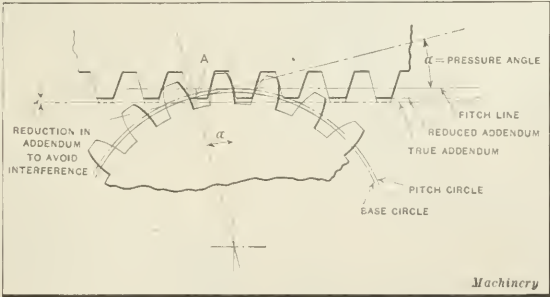 A
α = PRESSURE ANGLE
PITCH LINE
REDUCED ADDENDUM
TRUE ADDENDUM
REDUCTION IN
ADDENDUM
TO AVOID
INTERFERENCE
α
PITCH CIRCLE
BASE CIRCLE
Machinery